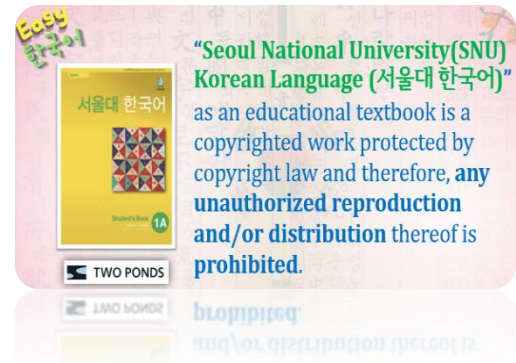 Easy
한국어
서울대 한국어
Student's Book 1A
TWO PONDS
“Seoul National University(SNU)
Korean Language (서울대 한국어)”
as an educational textbook is a
copyrighted work protected by
copyright law and therefore, any
unauthorized reproduction
and/or distribution thereof is
prohibited.